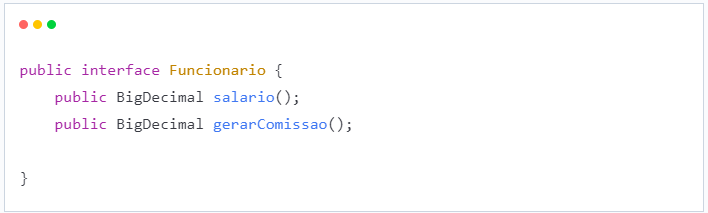 public interface Funcionario {
    public BigDecimal salario();
    public BigDecimal gerarComissao();
}